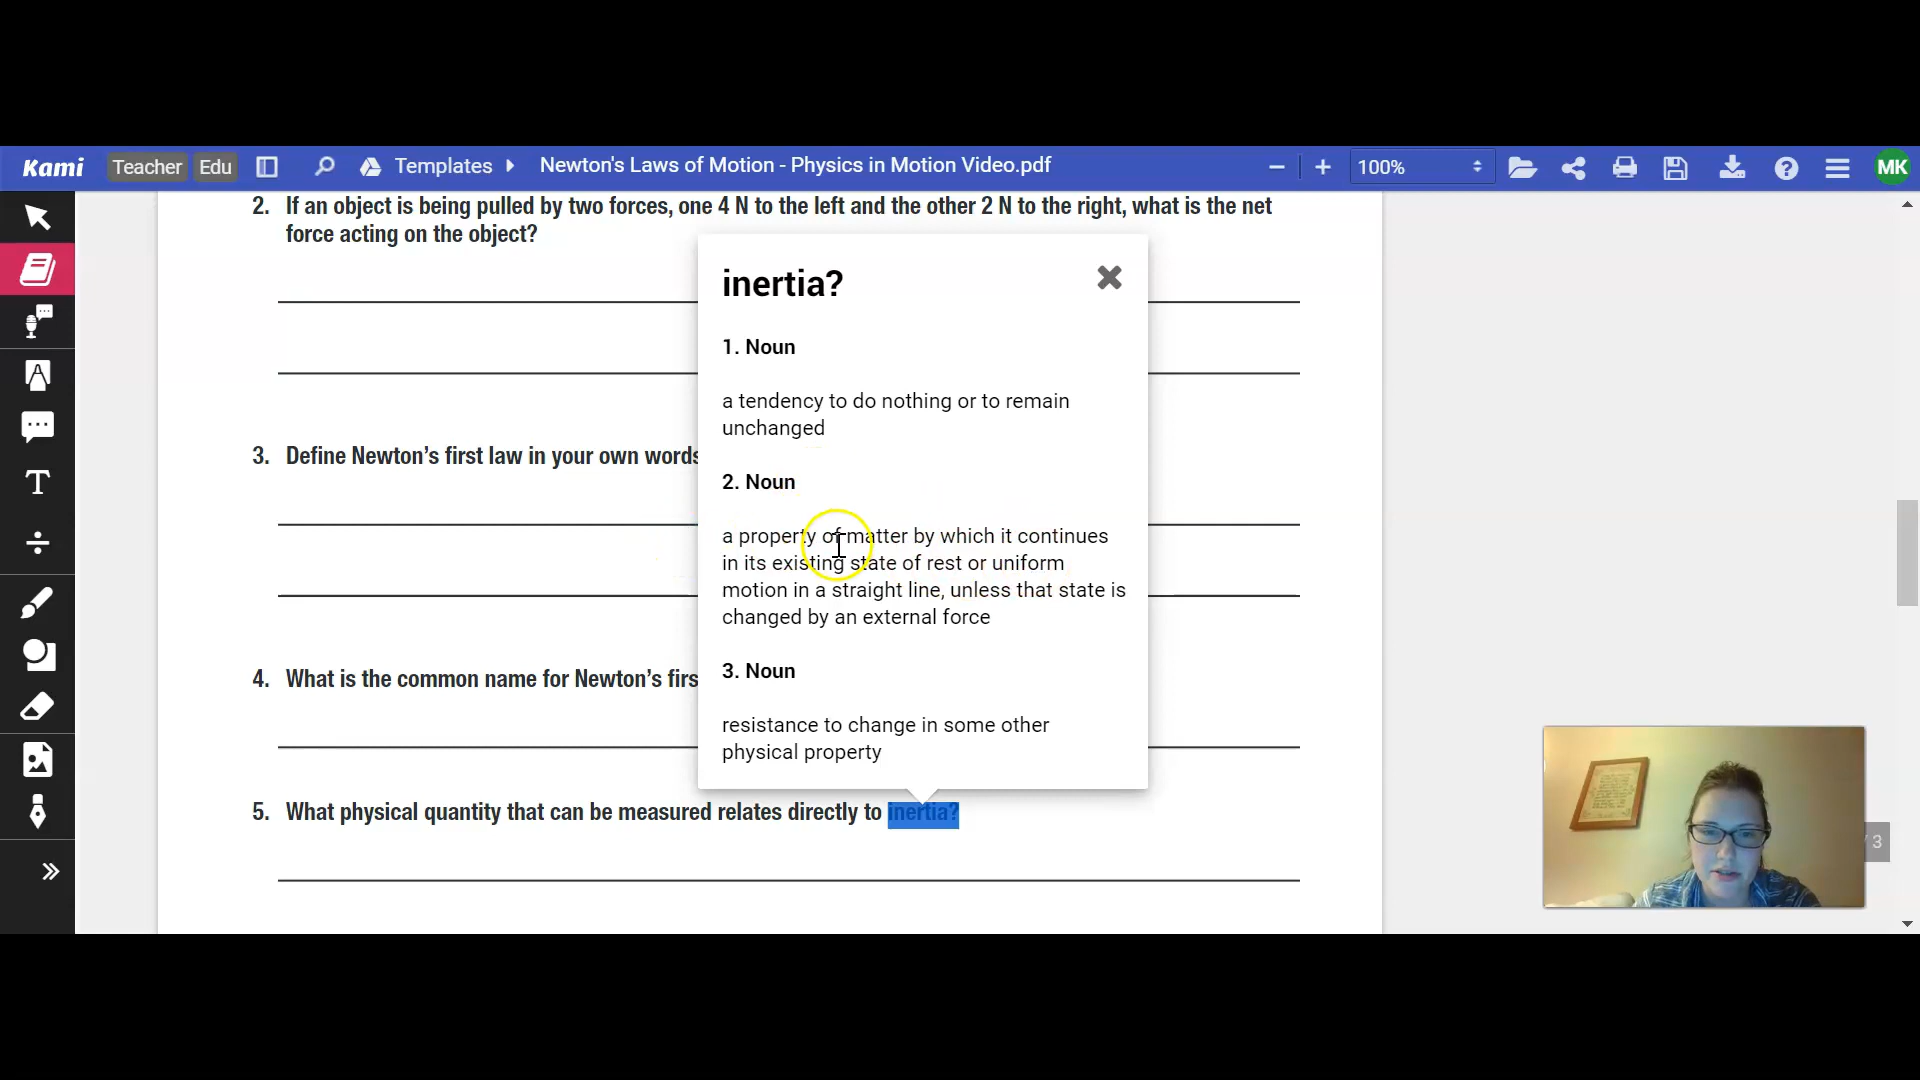 Kami Teacher Edu Templates Newton's Laws of Motion - Physics in Motion Video.pdf 100% MK
2. If an object is being pulled by two forces, one 4 N to the left and the other 2 N to the right, what is the net
force acting on the object?
inertia?
1. Noun
a tendency to do nothing or to remain
unchanged
3. Define Newton's first law in your own words
2. Noun
a property of matter by which it continues
in its existing state of rest or uniform
motion in a straight line, unless that state is
changed by an external force
3. Noun
4. What is the common name for Newton's firs
resistance to change in some other
physical property
5. What physical quantity that can be measured relates directly to inertia?
/ 3